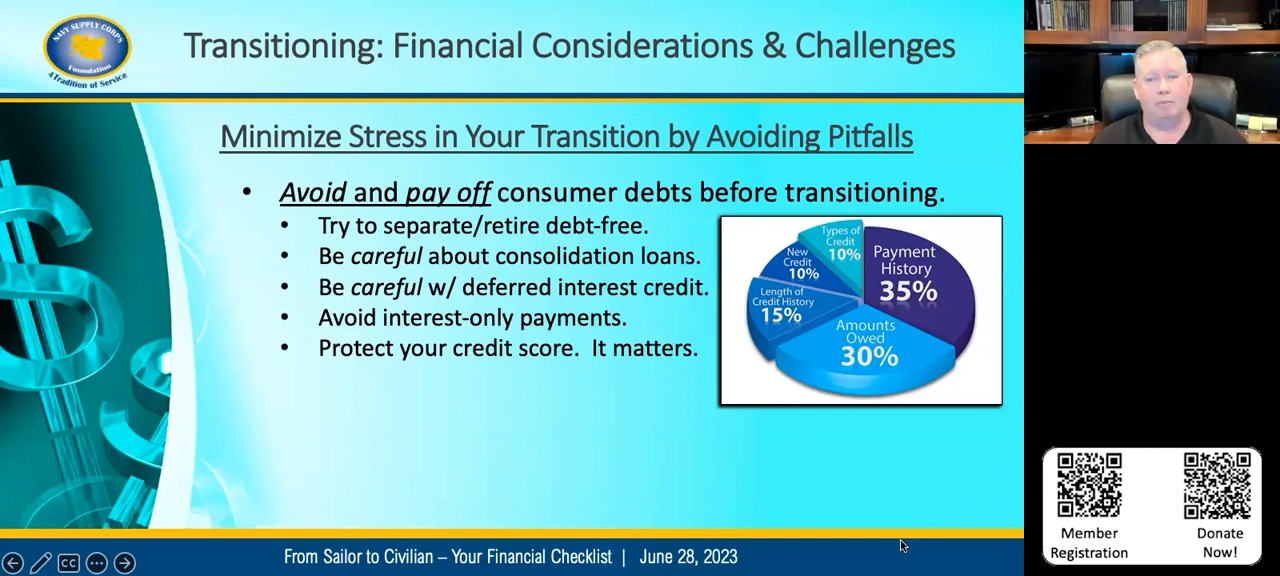 NAVY SUPPLY CORPS
Foundation
A Tradition of Service
Transitioning: Financial Considerations & Challenges
Minimize Stress in Your Transition by Avoiding Pitfalls
• Avoid and pay off consumer debts before transitioning.
• Try to separate/retire debt-free.
• Be careful about consolidation loans.
• Be careful w/ deferred interest credit.
• Avoid interest-only payments.
• Protect your credit score.  It matters.
Types of
Credit
10%
New
Credit
10%
Payment
History
35%
Length of
Credit History
15%
Amounts
Owed
30%
Member
Registration
Donate
Now!
CC
From Sailor to Civilian – Your Financial Checklist | June 28, 2023